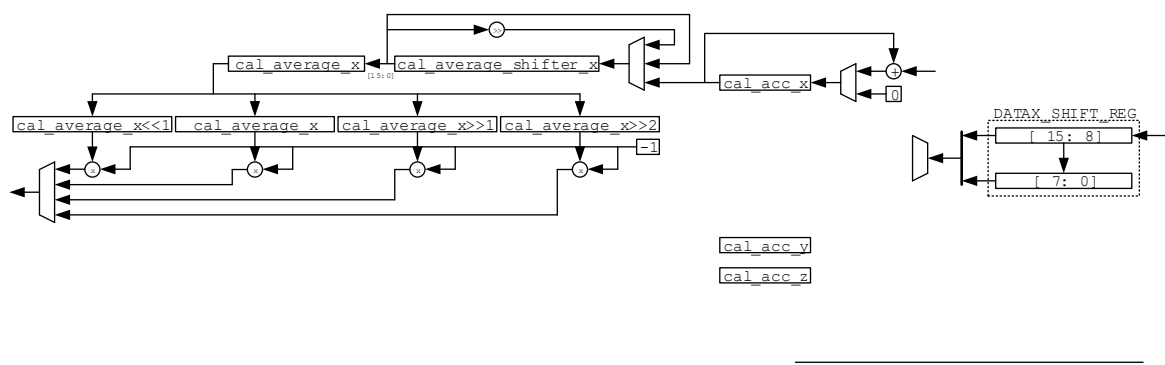 >>
cal_average_x
[15:0]
cal_average_shifter_x
cal_acc_x
+
0
DATAX_SHIFT_REG
[ 15: 8]
[ 7: 0]
cal_average_x<<1
cal_average_x
cal_average_x>>1
cal_average_x>>2
-1
x
x
x
x
cal_acc_y
cal_acc_z